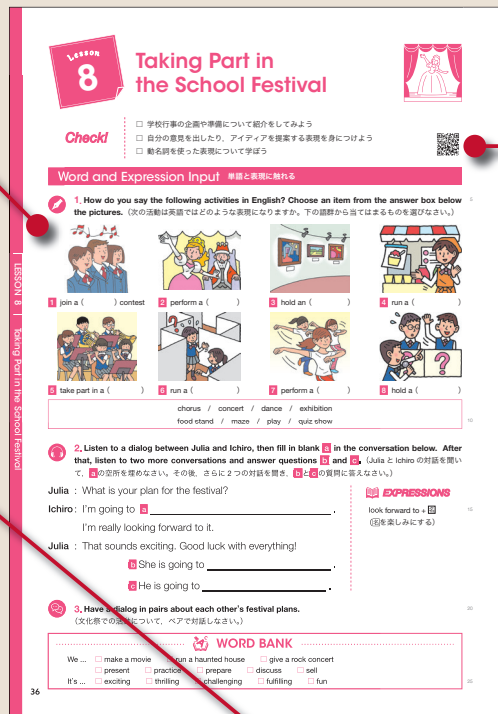 Lesson
8
Taking Part in
the School Festival
Check!
□ 学校行事の企画や準備について紹介をしてみよう
□ 自分の意見を出したり，アイディアを提案する表現を身につけよう
□ 動名詞を使った表現について学ぼう
Word and Expression Input 単語と表現に触れる
1. How do you say the following activities in English? Choose an item from the answer box below
the pictures.（次の活動は英語ではどのような表現になりますか。下の語群から当てはまるものを選びなさい。）
5
1 join a ( ) contest
2 perform a ( )
3 hold an ( )
4 run a ( )
5 take part in a ( )
6 run a ( )
7 perform a ( )
8 hold a ( )
?
chorus / concert / dance / exhibition
food stand / maze / play / quiz show
10
2. Listen to a dialog between Julia and Ichiro, then fill in blank a in the conversation below. After
that, listen to two more conversations and answer questions b and c.（Julia と Ichiro の対話を聞い
て，aの空所を埋めなさい。その後，さらに2つの対話を聞き，bとcの質問に答えなさい。）
Julia : What is your plan for the festival?
Ichiro : I'm going to a .
I'm really looking forward to it.
Julia : That sounds exciting. Good luck with everything!
b She is going to .
c He is going to .
EXPRESSIONS
look forward to + 名
(名を楽しみにする)
15
3. Have a dialog in pairs about each other's festival plans.
（文化祭での活動について，ペアで対話しなさい。）
20
WORD BANK
We ... □ make a movie □ run a haunted house □ give a rock concert
□ present □ practice □ prepare □ discuss □ sell
It's ... □ exciting □ thrilling □ challenging □ fulfilling □ fun
25
36
LESSON 8 Taking Part in the School Festival